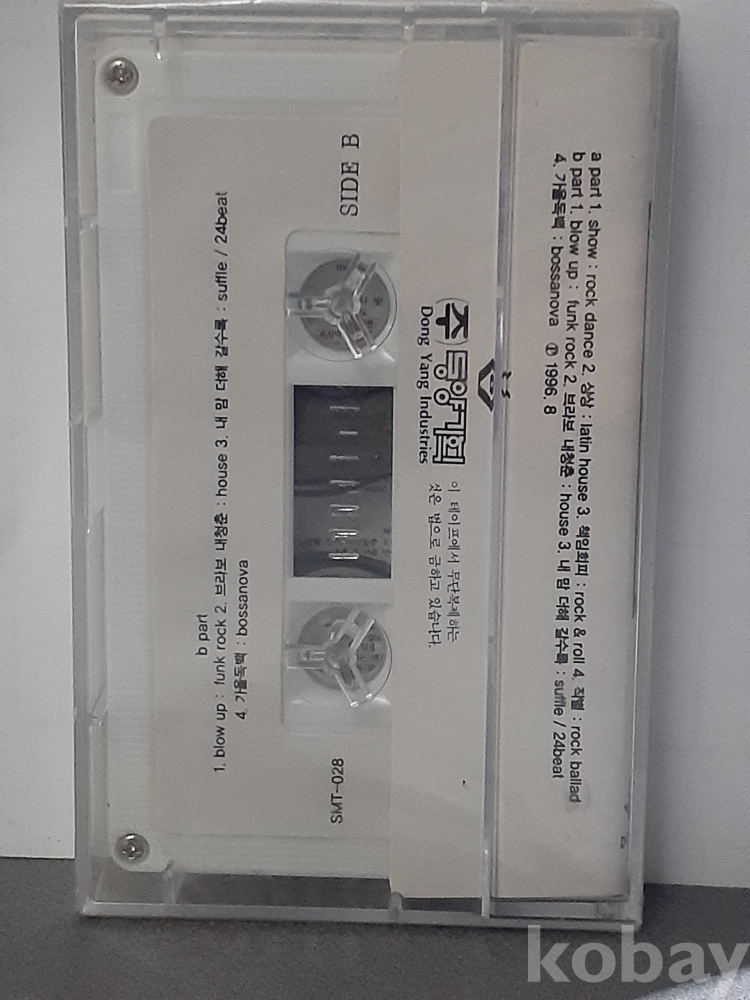 a part 1. show : rock dance 2. 상상 : latin house 3. 책임회피 : rock & roll 4. 작별 : rock ballad
b part 1. blow up : funk rock 2. 브라보 내청춘 : house 3. 내 맘 더해 갈수록 : suffle / 24beat
4. 가을독백 : bossanova ℗ 1996. 8
(주)동양기획
Dong Yang Industries
이 테이프에서 무단복제하는
것은 법으로 금하고 있습니다.
SIDE B
SMT-028
b part
1. blow up : funk rock 2. 브라보 내청춘 : house 3. 내 맘 더해 갈수록 : suffle / 24beat
4. 가을독백 : bossanova
kobay